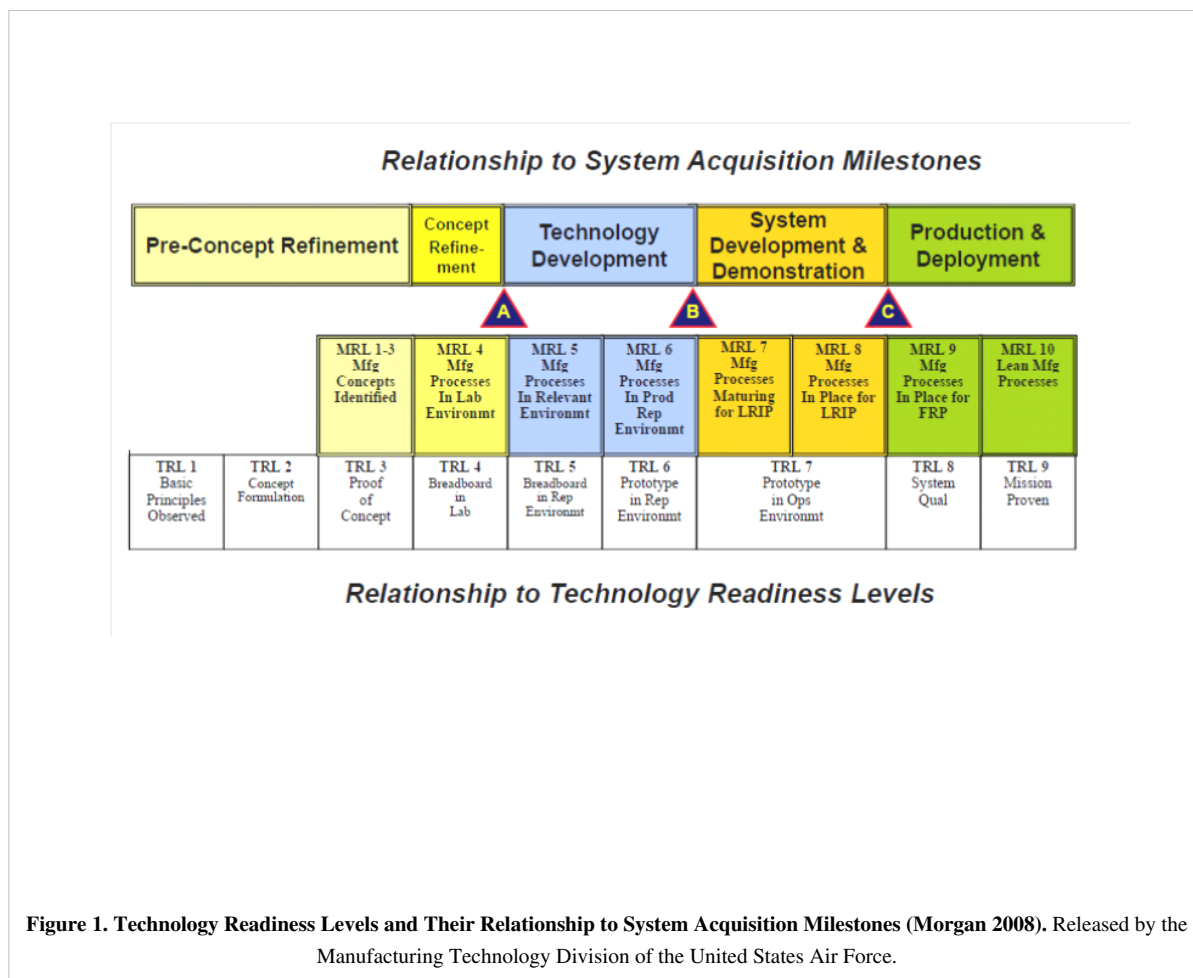 Relationship to System Acquisition Milestones
Pre-Concept Refinement
Concept
Refine-
ment
Technology
Development
System
Development &
Demonstration
Production &
Deployment
A
B
C
MRL 1-3
Mfg
Concepts
Identified
MRL 4
Mfg
Processes
In Lab
Environmt
MRL 5
Mfg
Processes
In Relevant
Environmt
MRL 6
Mfg
Processes
In Prod
Rep
Environmt
MRL 7
Mfg
Processes
Maturing
for LRIP
MRL 8
Mfg
Processes
In Place for
LRIP
MRL 9
Mfg
Processes
In Place for
FRP
MRL 10
Lean Mfg
Processes
TRL 1
Basic
Principles
Observed
TRL 2
Concept
Formulation
TRL 3
Proof
of
Concept
TRL 4
Breadboard
in
Lab
TRL 5
Breadboard
in Rep
Environmt
TRL 6
Prototype
in Rep
Environmt
TRL 7
Prototype
in Ops
Environmt
TRL 8
System
Qual
TRL 9
Mission
Proven
Relationship to Technology Readiness Levels
Figure 1. Technology Readiness Levels and Their Relationship to System Acquisition Milestones (Morgan 2008). Released by the
Manufacturing Technology Division of the United States Air Force.